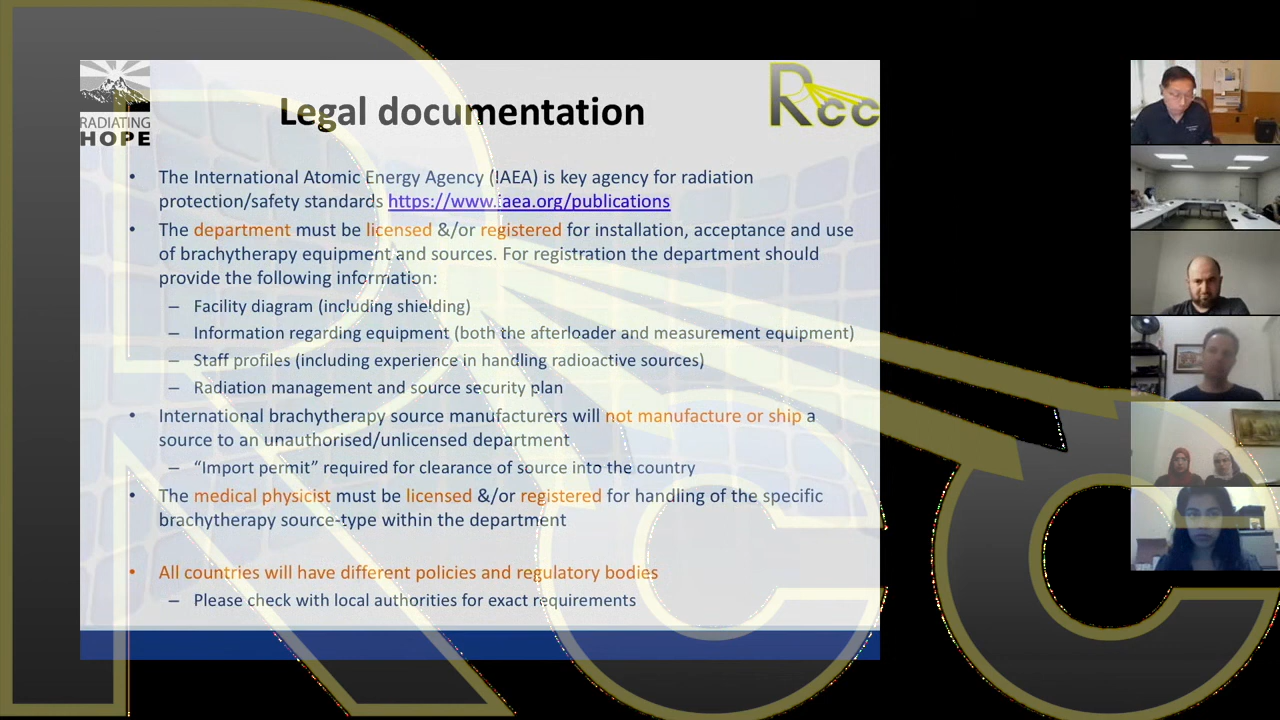 RADIATING
HOPE
Rcc
Legal documentation
• The International Atomic Energy Agency (IAEA) is key agency for radiation
protection/safety standards https://www.iaea.org/publications
• The department must be licensed &/or registered for installation, acceptance and use
of brachytherapy equipment and sources. For registration the department should
provide the following information:
– Facility diagram (including shielding)
– Information regarding equipment (both the afterloader and measurement equipment)
– Staff profiles (including experience in handling radioactive sources)
– Radiation management and source security plan
• International brachytherapy source manufacturers will not manufacture or ship a
source to an unauthorised/unlicensed department
– “Import permit” required for clearance of source into the country
• The medical physicist must be licensed &/or registered for handling of the specific
brachytherapy source-type within the department
• All countries will have different policies and regulatory bodies
– Please check with local authorities for exact requirements
Rcc